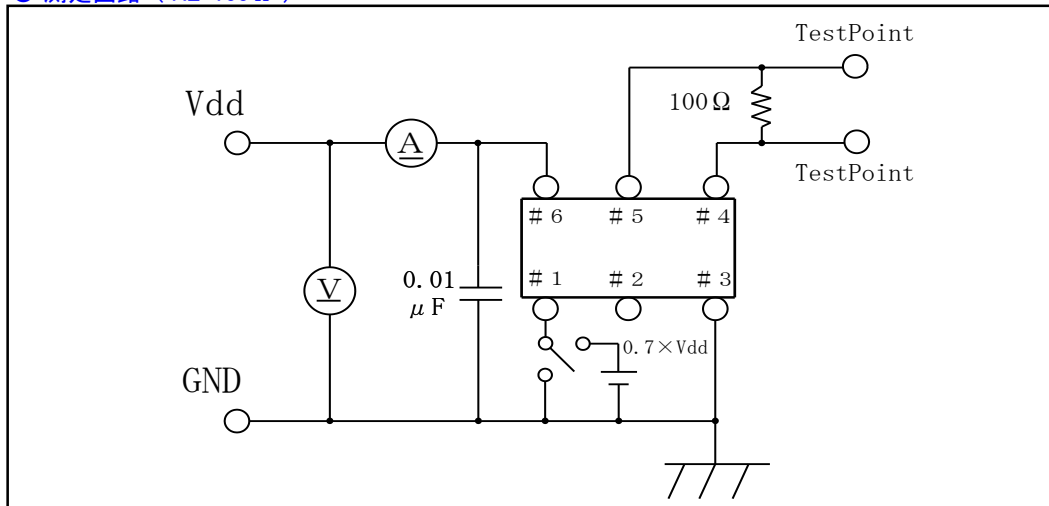 TestPoint
100Ω
Vdd
A
TestPoint
#6 #5 #4
#1 #2 #3
V
0.01
μF
0.7×Vdd
GND